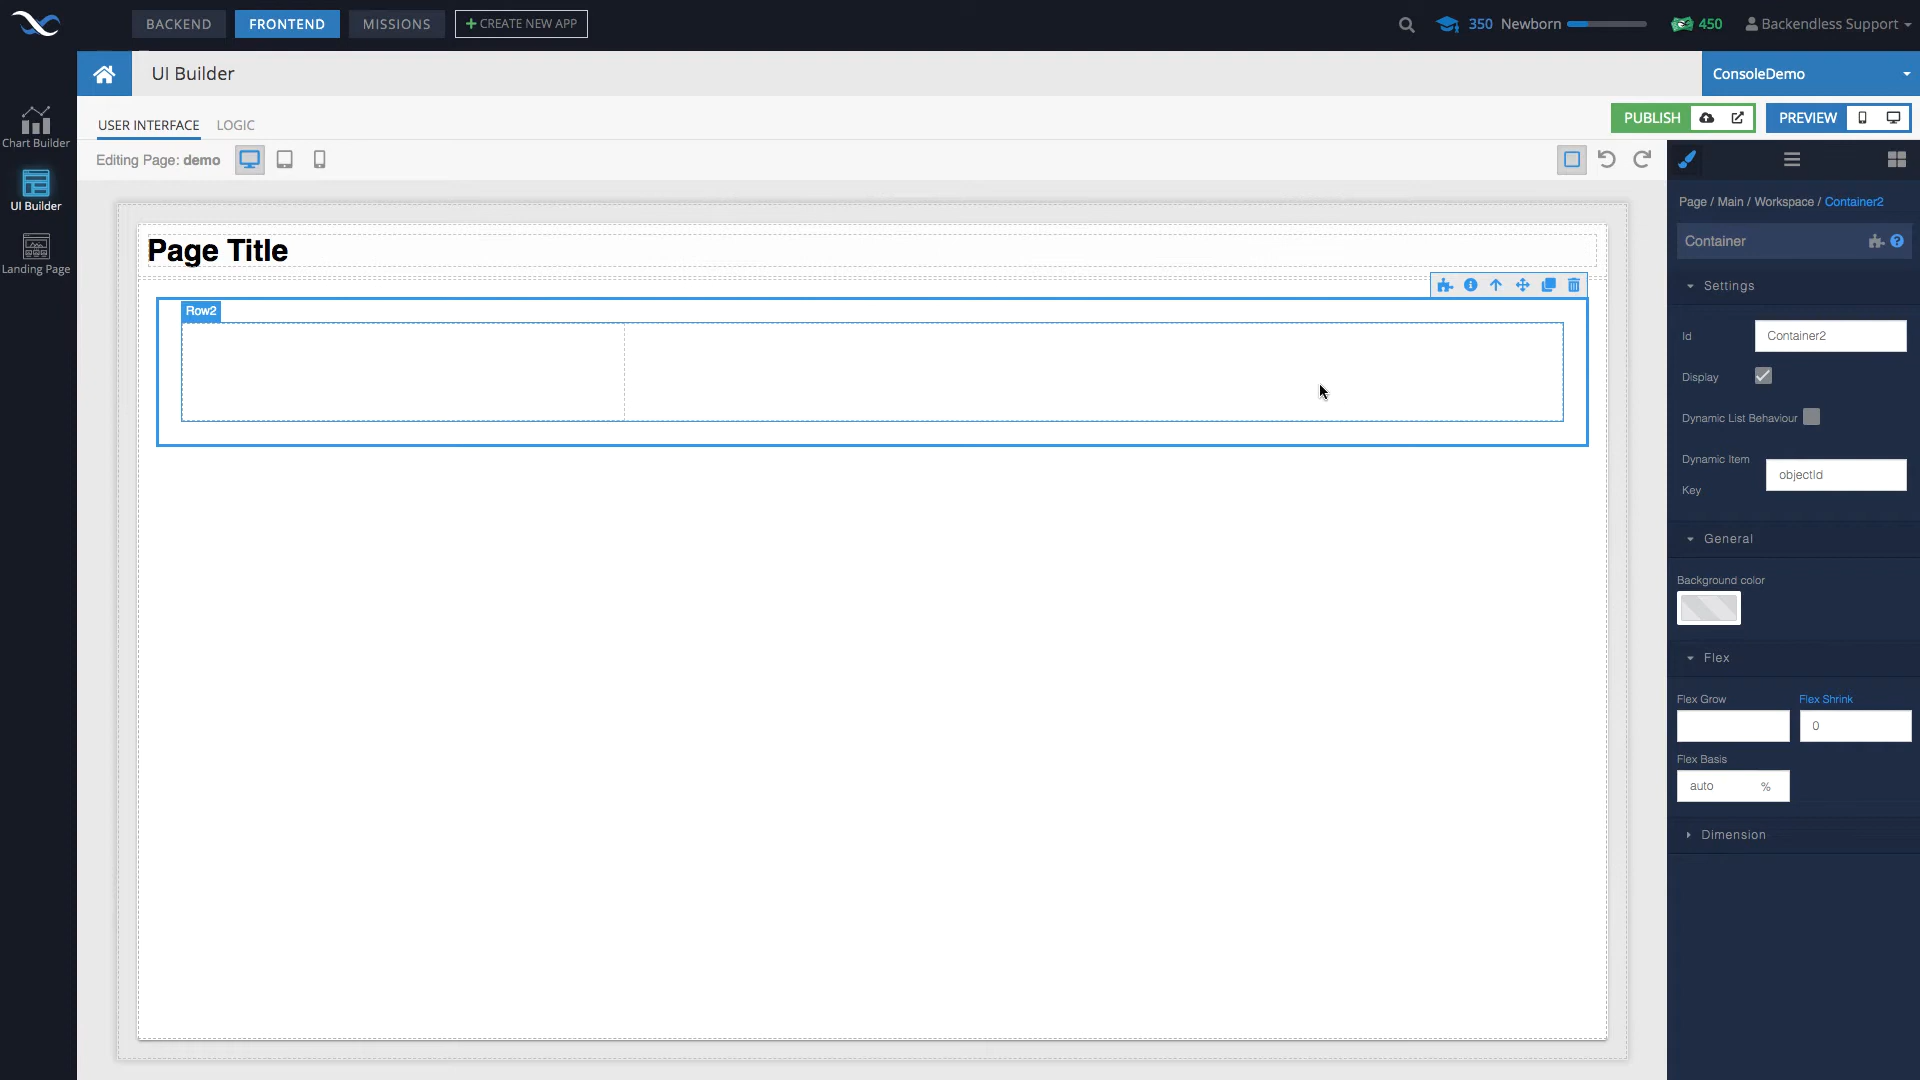 BACKEND
FRONTEND
MISSIONS
+ CREATE NEW APP
350 Newborn
450
Backendless Support
UI Builder
ConsoleDemo
Chart Builder
UI Builder
Landing Page
USER INTERFACE
LOGIC
PUBLISH
PREVIEW
Editing Page: demo
Page Title
Row2
Page / Main / Workspace / Container2
Container
Settings
Id
Container2
Display
Dynamic List Behaviour
Dynamic Item
Key
objectId
General
Background color
Flex
Flex Grow
Flex Shrink
0
Flex Basis
auto %
Dimension